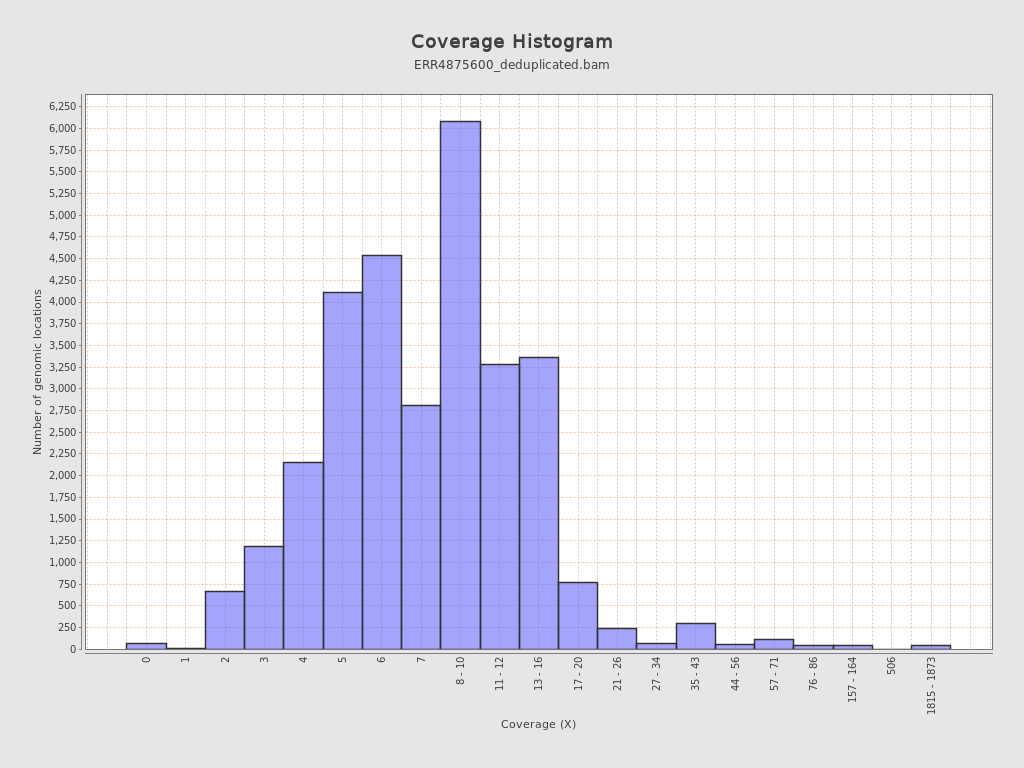 Coverage Histogram
ERR4875600_deduplicated.bam
Number of genomic locations
6,250
6,000
5,750
5,500
5,250
5,000
4,750
4,500
4,250
4,000
3,750
3,500
3,250
3,000
2,750
2,500
2,250
2,000
1,750
1,500
1,250
1,000
750
500
250
0
0
1
2
3
4
5
6
7
8 - 10
11 - 12
13 - 16
17 - 20
21 - 26
27 - 34
35 - 43
44 - 56
57 - 71
76 - 86
157 - 164
506
1815 - 1873
Coverage (X)